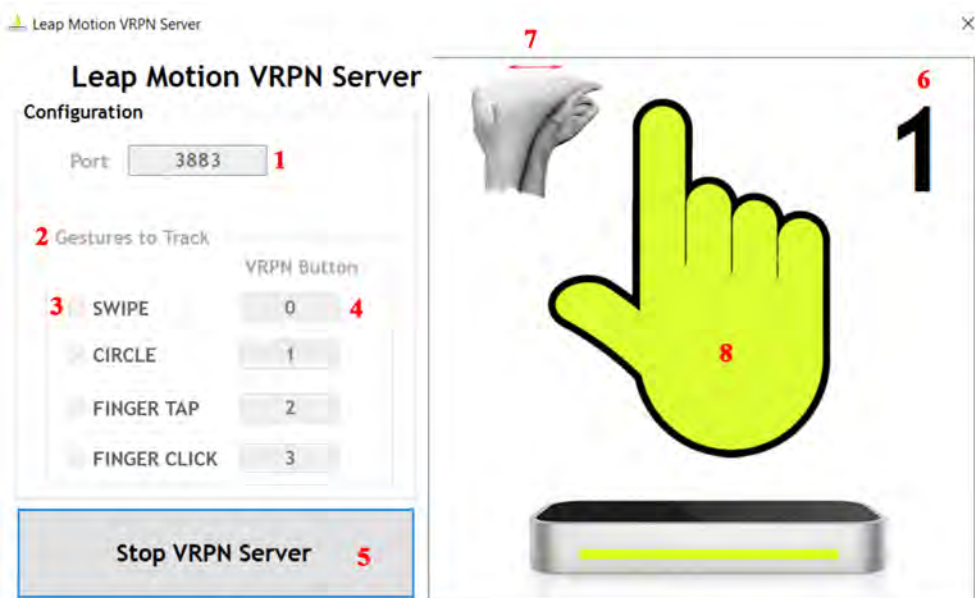 Leap Motion VRPN Server
7
Leap Motion VRPN Server
6
1
Configuration
Port 3883 1
2 Gestures to Track
VRPN Button
3 SWIPE 0 4
CIRCLE 1
8
FINGER TAP 2
FINGER CLICK 3
Stop VRPN Server 5